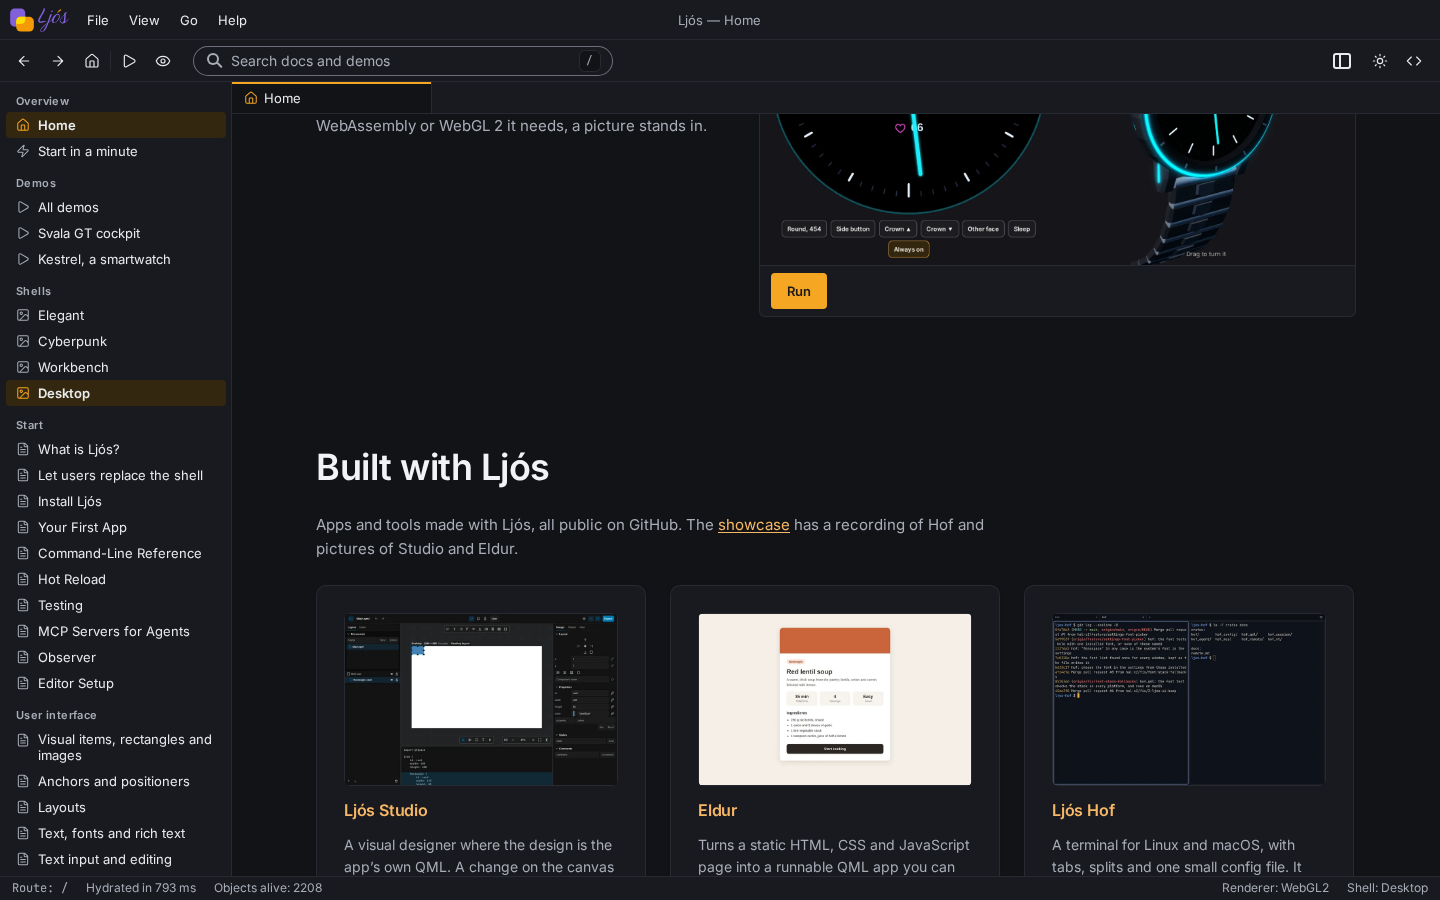 Ljós
File
View
Go
Help
Ljós — Home
Search docs and demos
/
Overview
Home
Start in a minute
Demos
All demos
Svala GT cockpit
Kestrel, a smartwatch
Shells
Elegant
Cyberpunk
Workbench
Desktop
Start
What is Ljós?
Let users replace the shell
Install Ljós
Your First App
Command-Line Reference
Hot Reload
Testing
MCP Servers for Agents
Observer
Editor Setup
User interface
Visual items, rectangles and
images
Anchors and positioners
Layouts
Text, fonts and rich text
Text input and editing
Home
WebAssembly or WebGL 2 it needs, a picture stands in.
Round, 454
Side button
Crown ▲
Crown ▼
Other face
Sleep
Always on
Drag to turn it
Run
Built with Ljós
Apps and tools made with Ljós, all public on GitHub. The showcase has a recording of Hof and
pictures of Studio and Eldur.
Red lentil soup
Ingredients
Start cooking
Ljós Studio
A visual designer where the design is the
app’s own QML. A change on the canvas
Eldur
Turns a static HTML, CSS and JavaScript
page into a runnable QML app you can
Ljós Hof
A terminal for Linux and macOS, with
tabs, splits and one small config file. It
Route: /
Hydrated in 793 ms
Objects alive: 2208
Renderer: WebGL2
Shell: Desktop